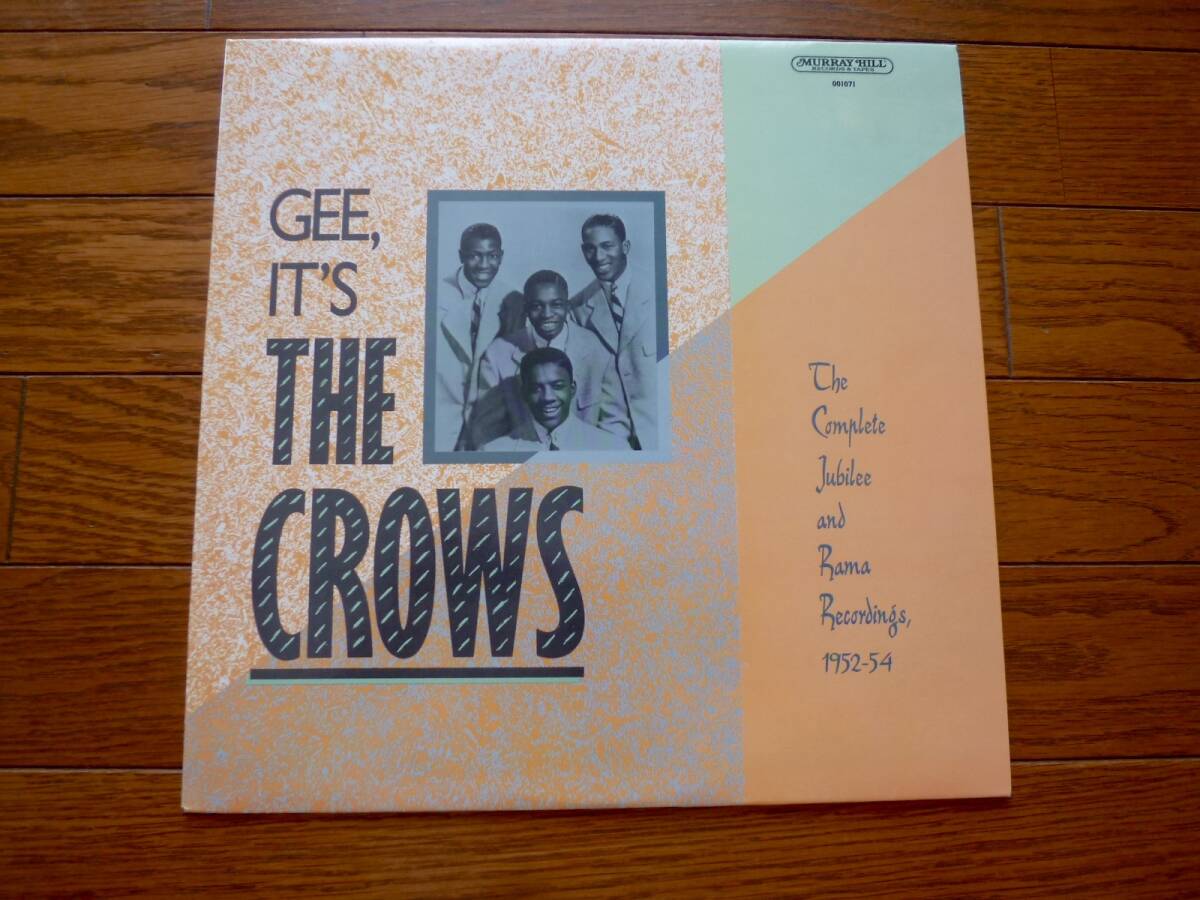 MURRAY HILL
RECORDS & TAPES
001071
GEE,
IT'S
THE
CROWS
The
Complete
Jubilee
and
Rama
Recordings,
1952-54